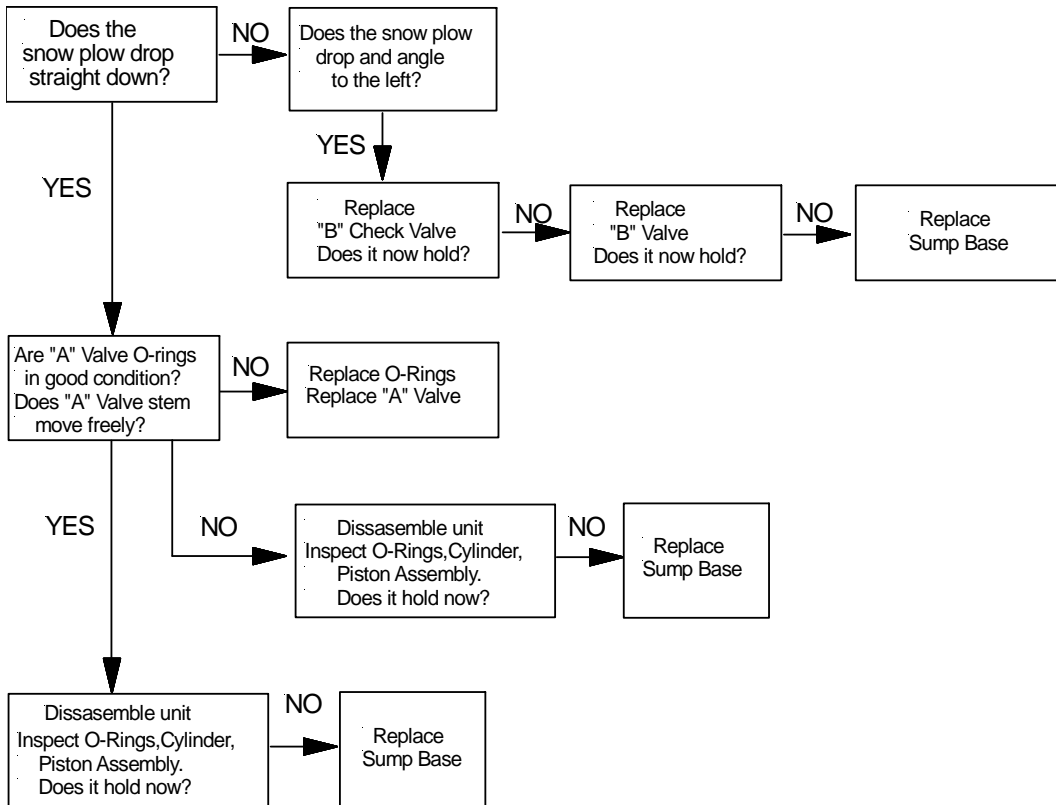 Does the
snow plow drop
straight down?
NO
Does the snow plow
drop and angle
to the left?
YES
YES
Replace
"B" Check Valve
Does it now hold?
NO
Replace
"B" Valve
Does it now hold?
NO
Replace
Sump Base
Are "A" Valve O-rings
in good condition?
Does "A" Valve stem
move freely?
NO
Replace O-Rings
Replace "A" Valve
YES
NO
Dissasemble unit
Inspect O-Rings,Cylinder,
Piston Assembly.
Does it hold now?
NO
Replace
Sump Base
Dissasemble unit
Inspect O-Rings,Cylinder,
Piston Assembly.
Does it hold now?
NO
Replace
Sump Base